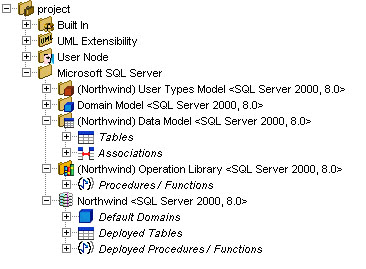 project
Built In
UML Extensibility
User Node
Microsoft SQL Server
(Northwind) User Types Model <SQL Server 2000, 8.0>
Domain Model <SQL Server 2000, 8.0>
(Northwind) Data Model <SQL Server 2000, 8.0>
Tables
Associations
(Northwind) Operation Library <SQL Server 2000, 8.0>
Procedures / Functions
Northwind <SQL Server 2000, 8.0>
Default Domains
Deployed Tables
Deployed Procedures / Functions